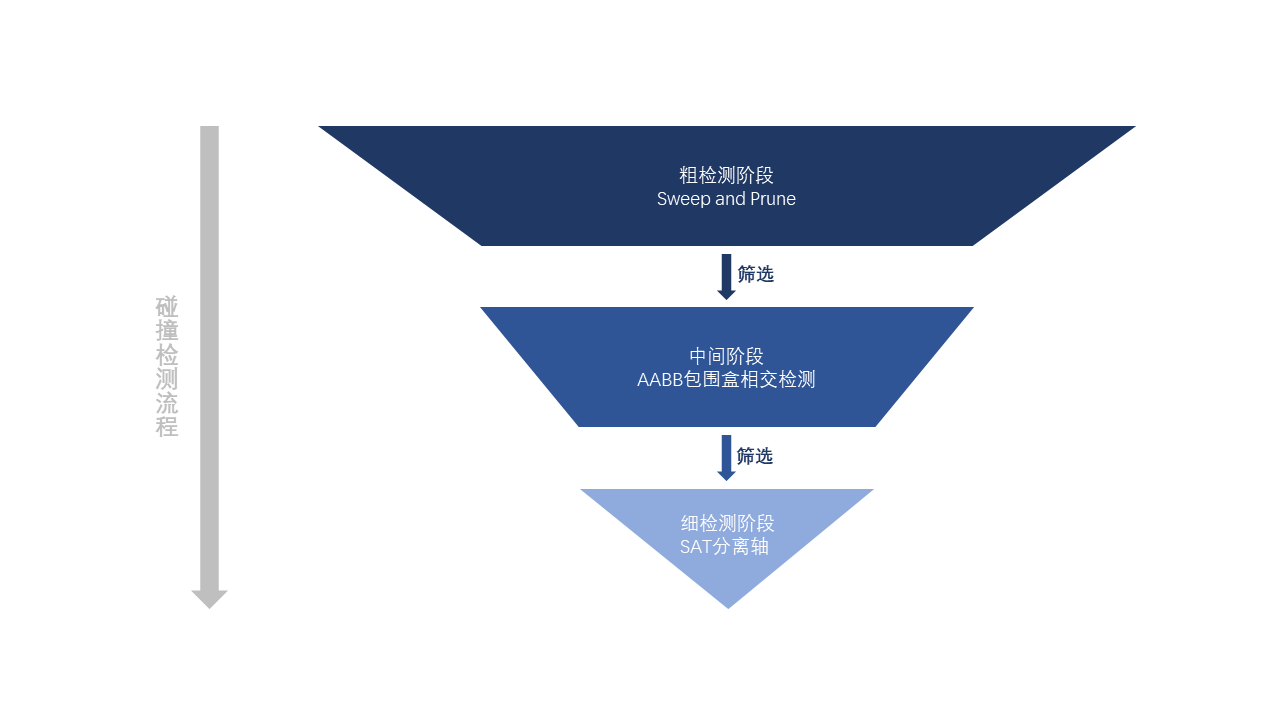 碰撞检测流程
粗检测阶段
Sweep and Prune
筛选
中间阶段
AABB包围盒相交检测
筛选
细检测阶段
SAT分离轴